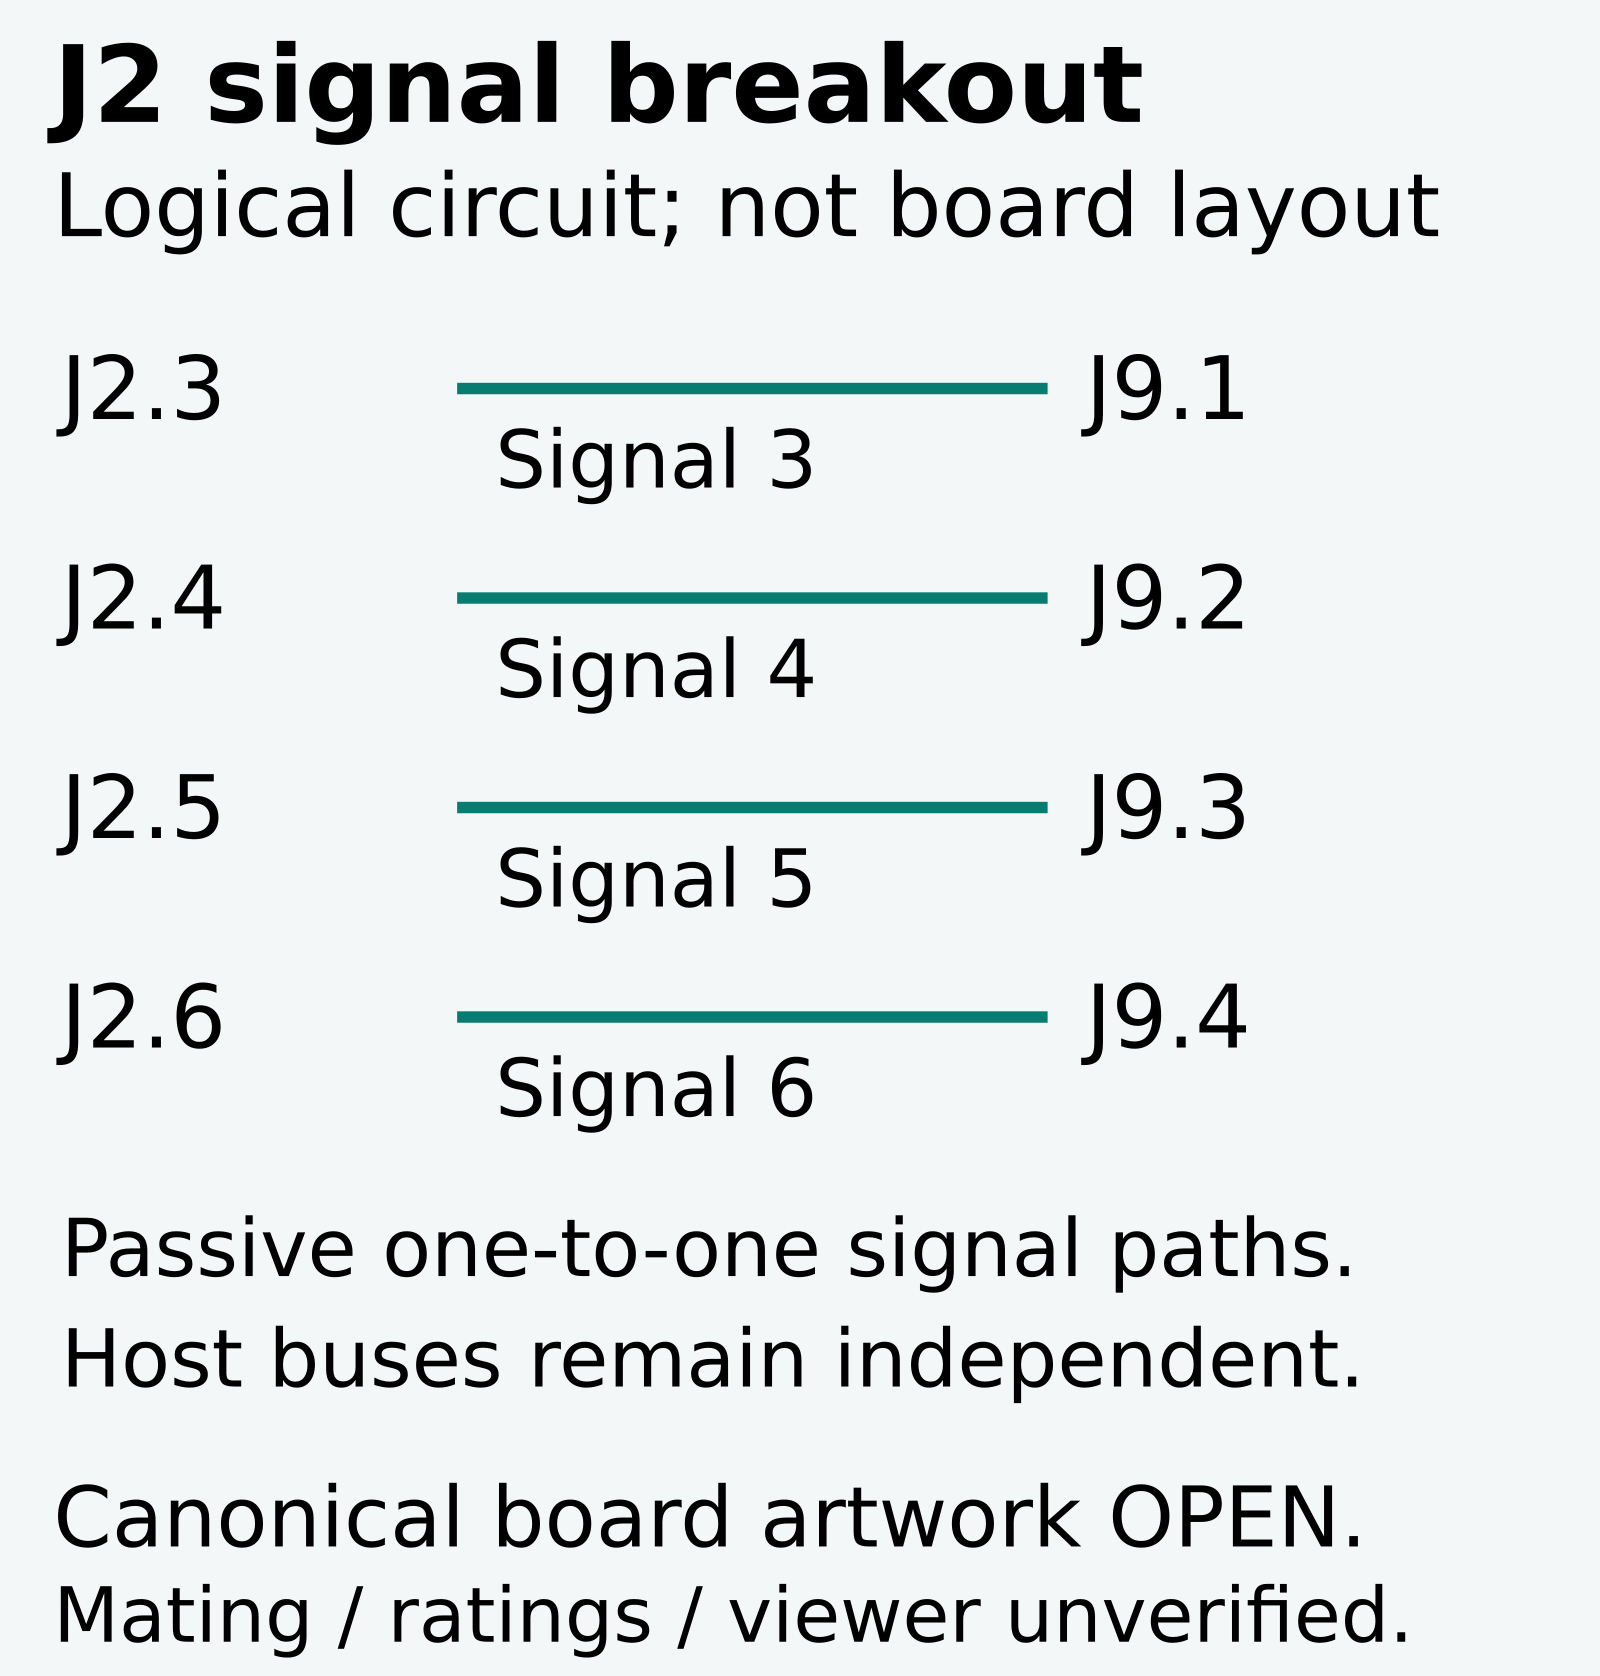 J2 signal breakout
Logical circuit; not board layout
J2.3 J9.1
Signal 3
J2.4 J9.2
Signal 4
J2.5 J9.3
Signal 5
J2.6 J9.4
Signal 6
Passive one-to-one signal paths.
Host buses remain independent.
Canonical board artwork OPEN.
Mating / ratings / viewer unverified.